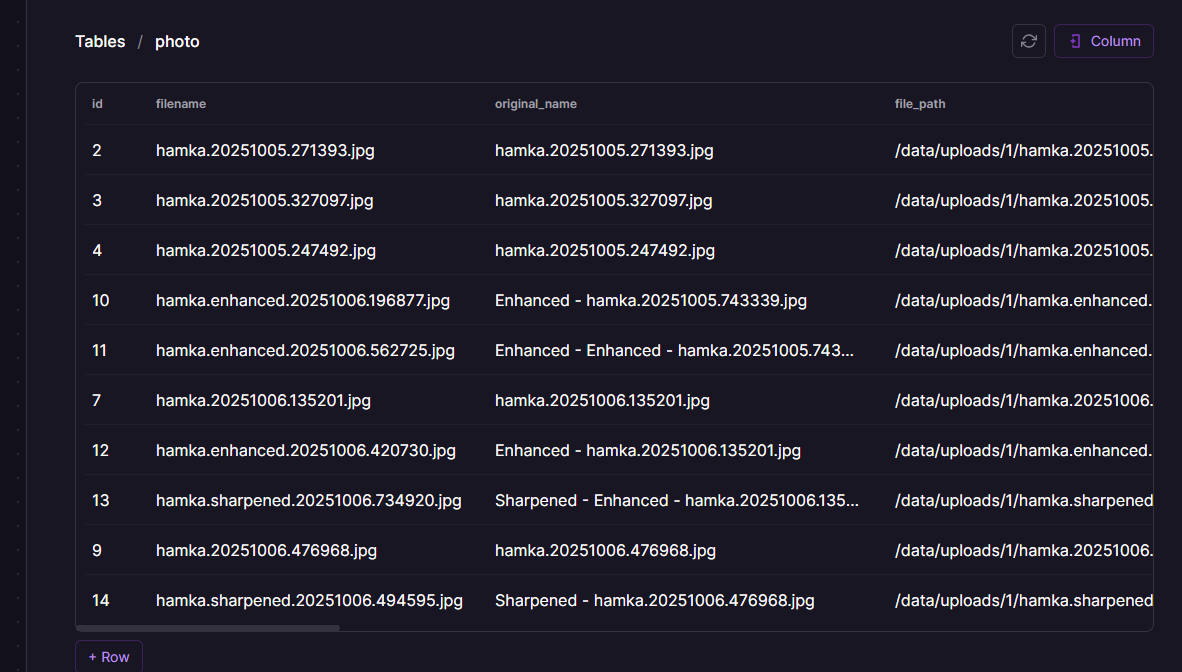 Tables / photo
Column
id filename original_name file_path
2 hamka.20251005.271393.jpg hamka.20251005.271393.jpg /data/uploads/1/hamka.20251005.
3 hamka.20251005.327097.jpg hamka.20251005.327097.jpg /data/uploads/1/hamka.20251005.
4 hamka.20251005.247492.jpg hamka.20251005.247492.jpg /data/uploads/1/hamka.20251005.
10 hamka.enhanced.20251006.196877.jpg Enhanced - hamka.20251005.743339.jpg /data/uploads/1/hamka.enhanced.
11 hamka.enhanced.20251006.562725.jpg Enhanced - Enhanced - hamka.20251005.743... /data/uploads/1/hamka.enhanced.
7 hamka.20251006.135201.jpg hamka.20251006.135201.jpg /data/uploads/1/hamka.20251006.
12 hamka.enhanced.20251006.420730.jpg Enhanced - hamka.20251006.135201.jpg /data/uploads/1/hamka.enhanced.
13 hamka.sharpened.20251006.734920.jpg Sharpened - Enhanced - hamka.20251006.135... /data/uploads/1/hamka.sharpened
9 hamka.20251006.476968.jpg hamka.20251006.476968.jpg /data/uploads/1/hamka.20251006.
14 hamka.sharpened.20251006.494595.jpg Sharpened - hamka.20251006.476968.jpg /data/uploads/1/hamka.sharpened
+ Row